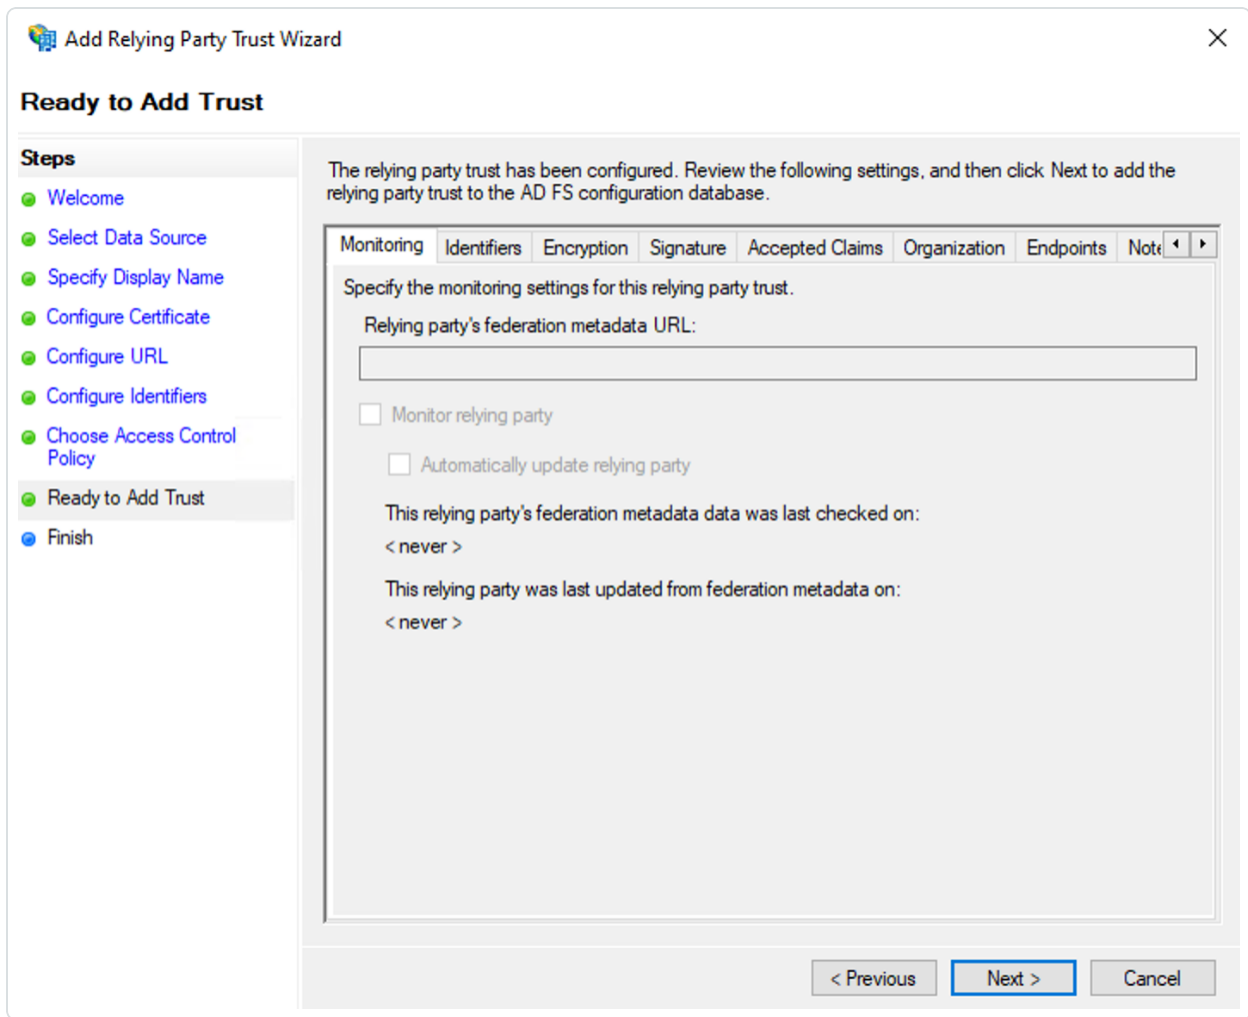 Add Relying Party Trust Wizard
Ready to Add Trust
Steps
Welcome
Select Data Source
Specify Display Name
Configure Certificate
Configure URL
Configure Identifiers
Choose Access Control
Policy
Ready to Add Trust
Finish
The relying party trust has been configured. Review the following settings, and then click Next to add the
relying party trust to the AD FS configuration database.
Monitoring Identifiers Encryption Signature Accepted Claims Organization Endpoints
Specify the monitoring settings for this relying party trust.
Relying party's federation metadata URL:
Monitor relying party
Automatically update relying party
This relying party's federation metadata data was last checked on:
< never >
This relying party was last updated from federation metadata on:
< never >
< Previous Next > Cancel